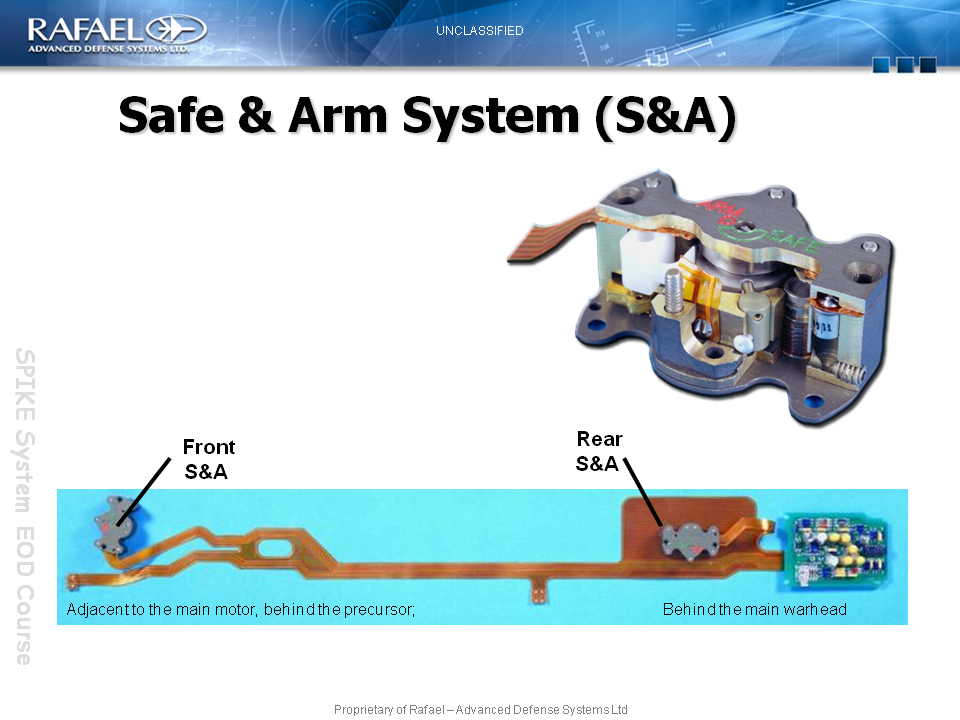 RAFAEL
ADVANCED DEFENSE SYSTEMS LTD.
UNCLASSIFIED
Safe & Arm System (S&A)
ARM
SAFE
Front
S&A
Rear
S&A
Adjacent to the main motor, behind the precursor;
Behind the main warhead
SPIKE System EOD Course
Proprietary of Rafael – Advanced Defense Systems Ltd